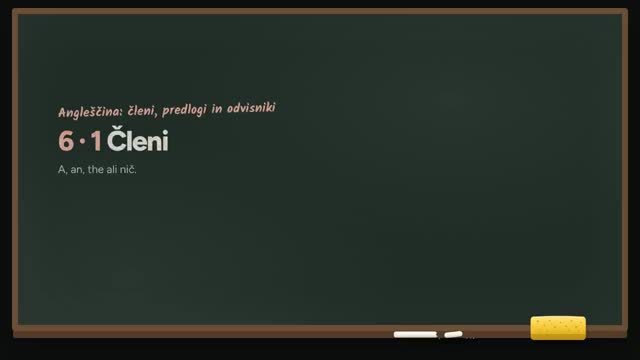 Angleščina: členi, predlogi in odvisniki
6·1 Členi
A, an, the ali nič.